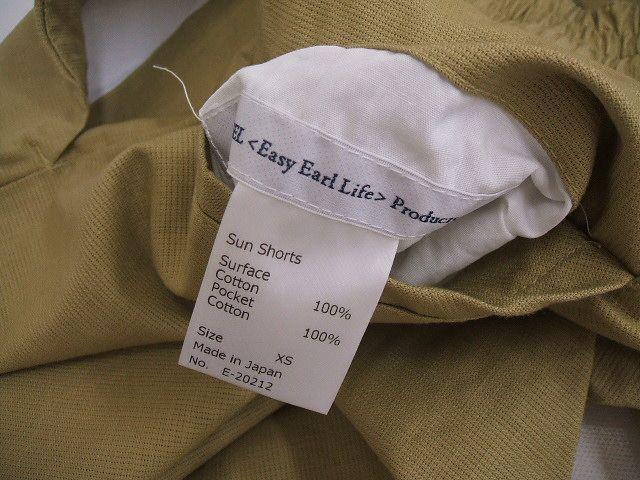 EL <Easy Earl Life> Product
Sun Shorts
Surface
Cotton 100%
Pocket
Cotton 100%
Size XS
Made in Japan
No. E-20212